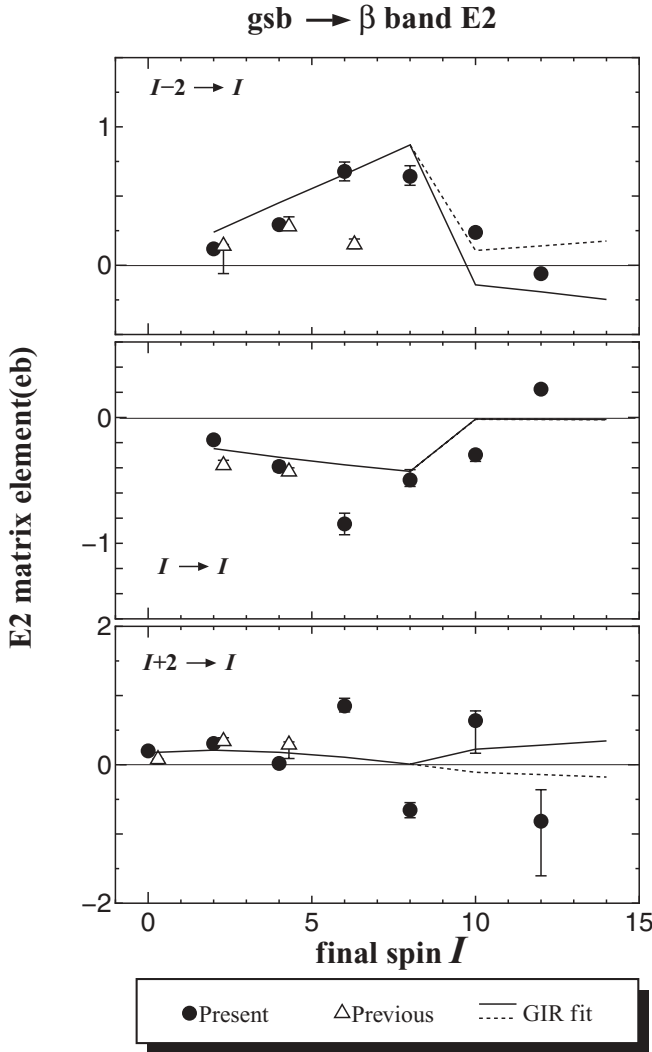 gsb → β band E2
I−2 → I
1
0
E2 matrix element(eb)
0
−1
I → I
2
I+2 → I
0
−2
0
5
10
15
final spin I
Present
Previous
GIR fit